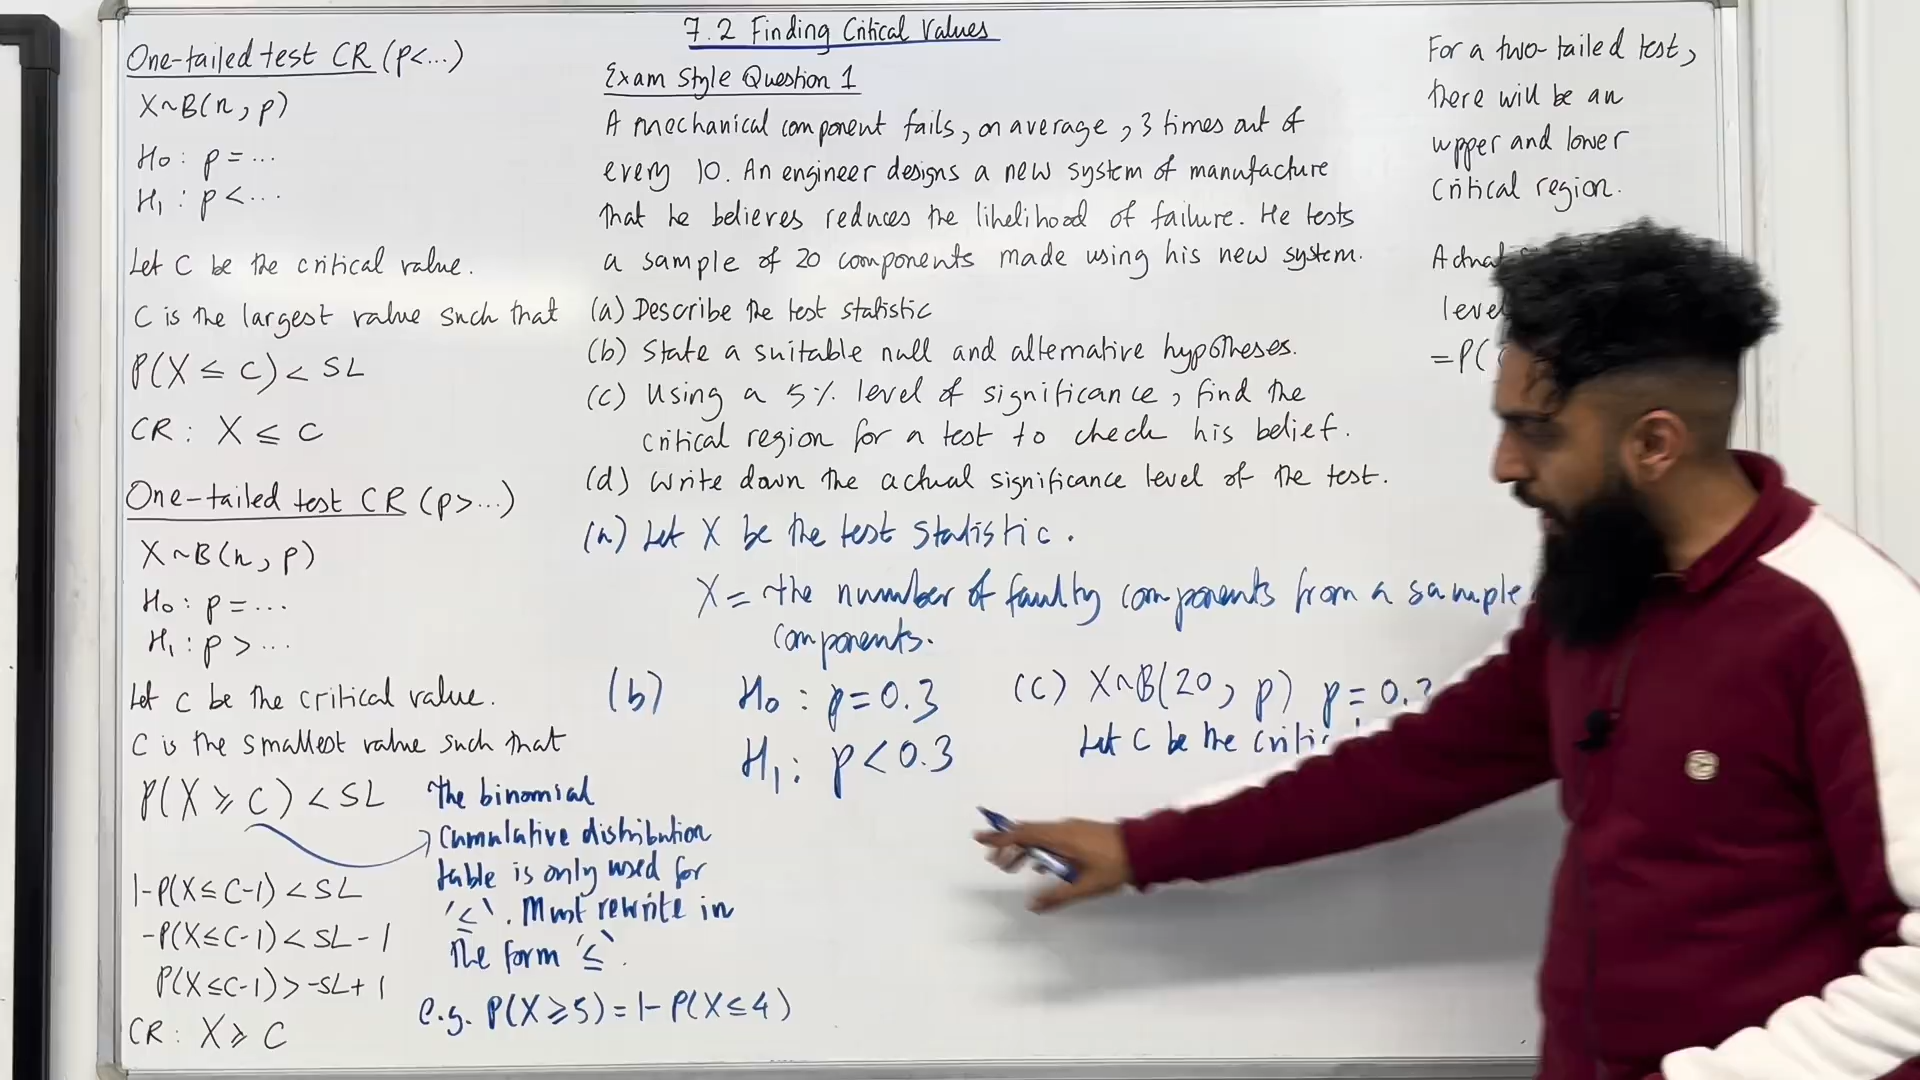 7.2 Finding Critical Values
One-tailed test CR (p<...)
X~B(n, p)
H₀: p = ...
H₁: p < ...
Let C be the critical value.
C is the largest value such that
P(X ≤ C) < SL
CR: X ≤ C
One-tailed test CR (p>...)
X~B(n, p)
H₀: p = ...
H₁: p > ...
Let C be the critical value.
C is the smallest value such that
P(X ≥ C) < SL
1-P(X≤C-1) < SL
-P(X≤C-1) < SL - 1
P(X≤C-1) > -SL + 1
CR: X ≥ C
the binomial
Cumulative distribution
table is only used for
'≤'. Must rewrite in
the form '≤'.
e.g. P(X≥5) = 1- P(X≤4)
Exam Style Question 1
A mechanical component fails, on average, 3 times out of
every 10. An engineer designs a new system of manufacture
that he believes reduces the likelihood of failure. He tests
a sample of 20 components made using his new system.
(a) Describe the test statistic
(b) State a suitable null and alternative hypotheses.
(c) Using a 5% level of significance, find the
critical region for a test to check his belief.
(d) Write down the actual significance level of the test.
(a) Let X be the test statistic.
X = the number of faulty components from a sample
components.
(b) H₀: p = 0.3
H₁: p < 0.3
(c) X~B(20, p) p = 0.
Let C be the
For a two-tailed test,
there will be an
upper and lower
critical region.
level
=P(